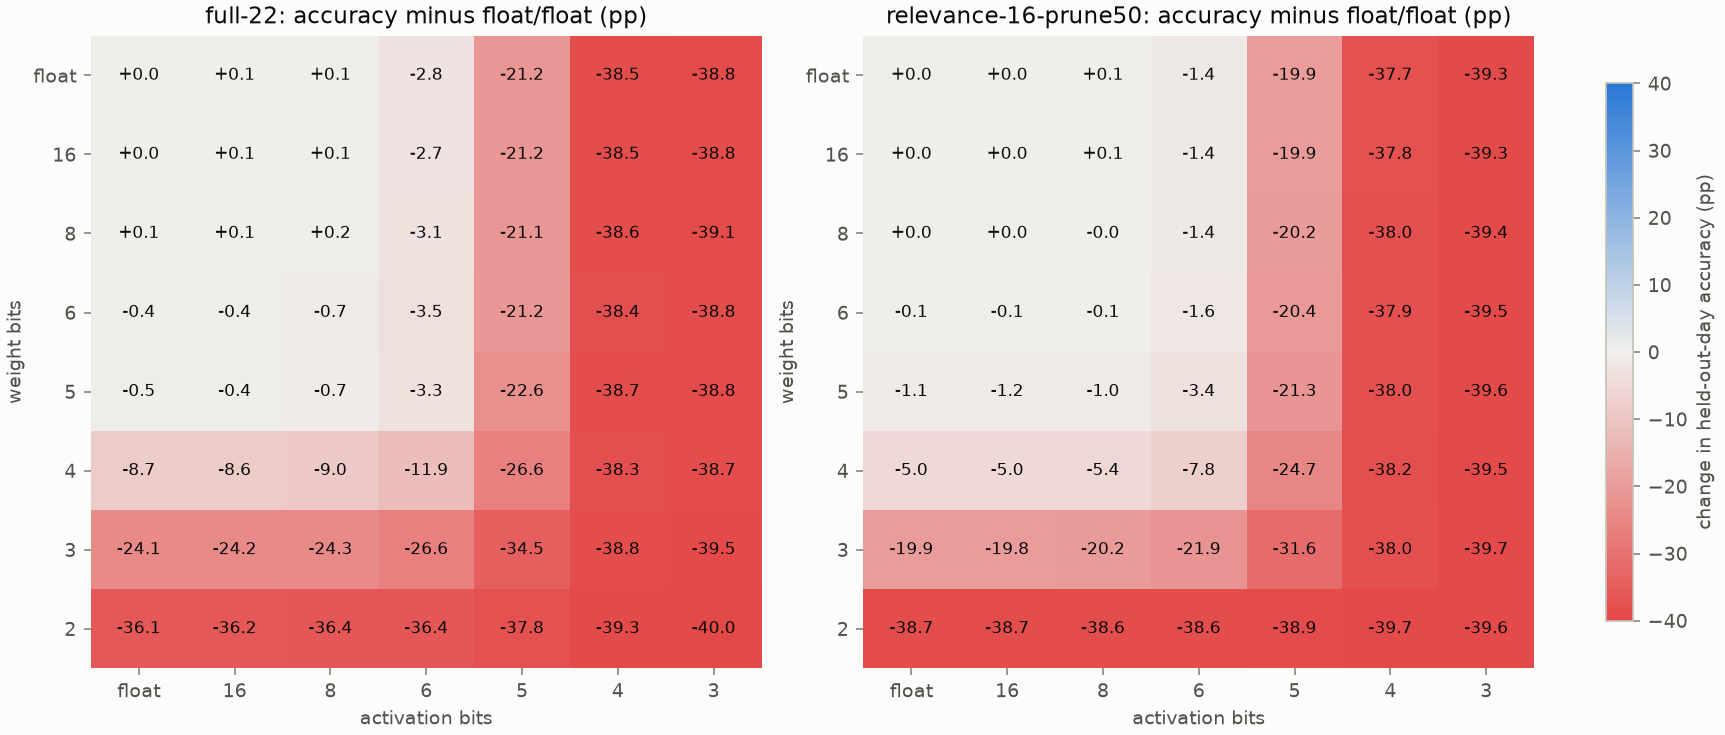 full-22: accuracy minus float/float (pp)
float +0.0 +0.1 +0.1 -2.8 -21.2 -38.5 -38.8
16 +0.0 +0.1 +0.1 -2.7 -21.2 -38.5 -38.8
8 +0.1 +0.1 +0.2 -3.1 -21.1 -38.6 -39.1
6 -0.4 -0.4 -0.7 -3.5 -21.2 -38.4 -38.8
5 -0.5 -0.4 -0.7 -3.3 -22.6 -38.7 -38.8
4 -8.7 -8.6 -9.0 -11.9 -26.6 -38.3 -38.7
3 -24.1 -24.2 -24.3 -26.6 -34.5 -38.8 -39.5
2 -36.1 -36.2 -36.4 -36.4 -37.8 -39.3 -40.0
float 16 8 6 5 4 3
activation bits
weight bits
relevance-16-prune50: accuracy minus float/float (pp)
float +0.0 +0.0 +0.1 -1.4 -19.9 -37.7 -39.3
16 +0.0 +0.0 +0.1 -1.4 -19.9 -37.8 -39.3
8 +0.0 +0.0 -0.0 -1.4 -20.2 -38.0 -39.4
6 -0.1 -0.1 -0.1 -1.6 -20.4 -37.9 -39.5
5 -1.1 -1.2 -1.0 -3.4 -21.3 -38.0 -39.6
4 -5.0 -5.0 -5.4 -7.8 -24.7 -38.2 -39.5
3 -19.9 -19.8 -20.2 -21.9 -31.6 -38.0 -39.7
2 -38.7 -38.7 -38.6 -38.6 -38.9 -39.7 -39.6
float 16 8 6 5 4 3
activation bits
weight bits
40
30
20
10
0
−10
−20
−30
−40
change in held-out-day accuracy (pp)